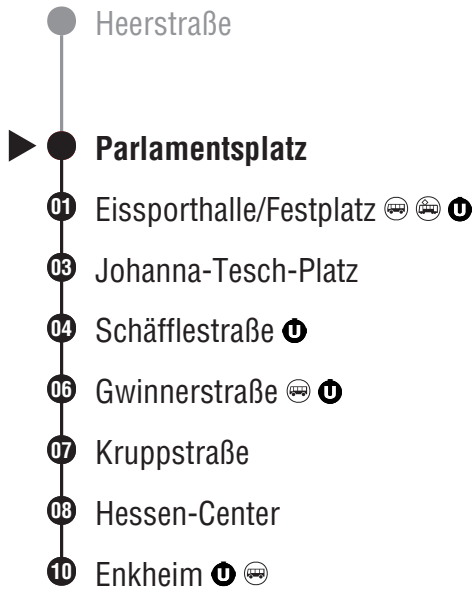 Heerstraße
Parlamentsplatz
01 Eissporthalle/Festplatz U
03 Johanna-Tesch-Platz
04 Schäfflestraße U
06 Gwinnerstraße U
07 Kruppstraße
08 Hessen-Center
10 Enkheim U